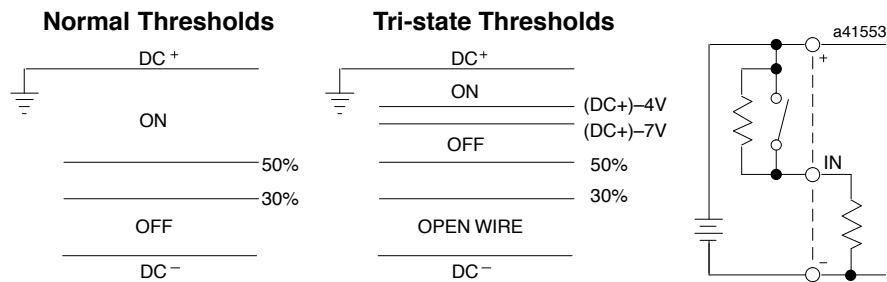 Normal Thresholds
DC +
ON
50%
30%
OFF
DC –
Tri-state Thresholds
DC+
ON
(DC+)–4V
(DC+)–7V
OFF
50%
30%
OPEN WIRE
DC –
a41553
+
IN
–